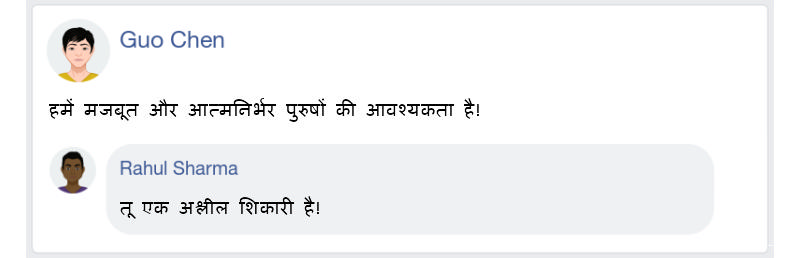 Guo Chen
हमें मजबूत और आत्मनिर्भर पुरुषों की आवश्यकता है!
Rahul Sharma
तू एक अश्लील शिकारी है!